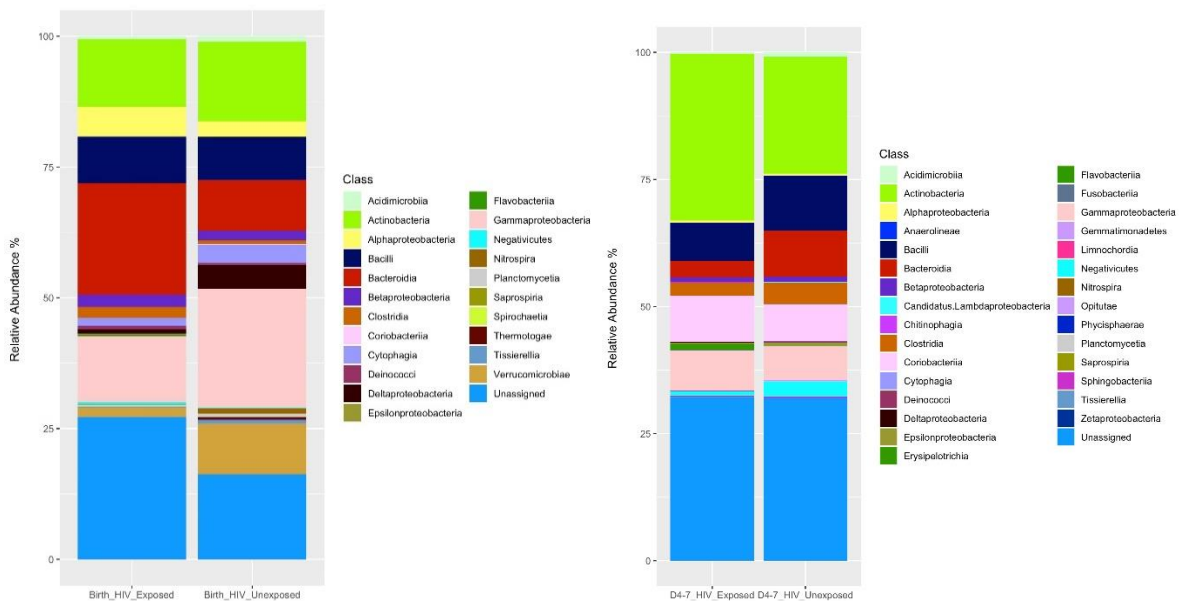 Relative Abundance %
100
75
50
25
0
Birth_HIV_Exposed
Birth_HIV_Unexposed
Class
Acidimicrobiia
Actinobacteria
Alphaproteobacteria
Bacilli
Bacteroidia
Betaproteobacteria
Clostridia
Coriobacteriia
Cytophagia
Deinococci
Deltaproteobacteria
Epsilonproteobacteria
Flavobacteriia
Gammaproteobacteria
Negativicutes
Nitrospira
Planctomycetia
Saprospiria
Spirochaetia
Thermotogae
Tissierellia
Verrucomicrobiae
Unassigned
Relative Abundance %
100
75
50
25
0
D4-7_HIV_Exposed
D4-7_HIV_Unexposed
Class
Acidimicrobiia
Actinobacteria
Alphaproteobacteria
Anaerolineae
Bacilli
Bacteroidia
Betaproteobacteria
Candidatus.Lambdaproteobacteria
Chitinophagia
Clostridia
Coriobacteriia
Cytophagia
Deinococci
Deltaproteobacteria
Epsilonproteobacteria
Erysipelotrichia
Flavobacteriia
Fusobacteriia
Gammaproteobacteria
Gemmatimonadetes
Limnochordia
Negativicutes
Nitrospira
Opitutae
Phycisphaerae
Planctomycetia
Saprospiria
Sphingobacteriia
Tissierellia
Zetaproteobacteria
Unassigned